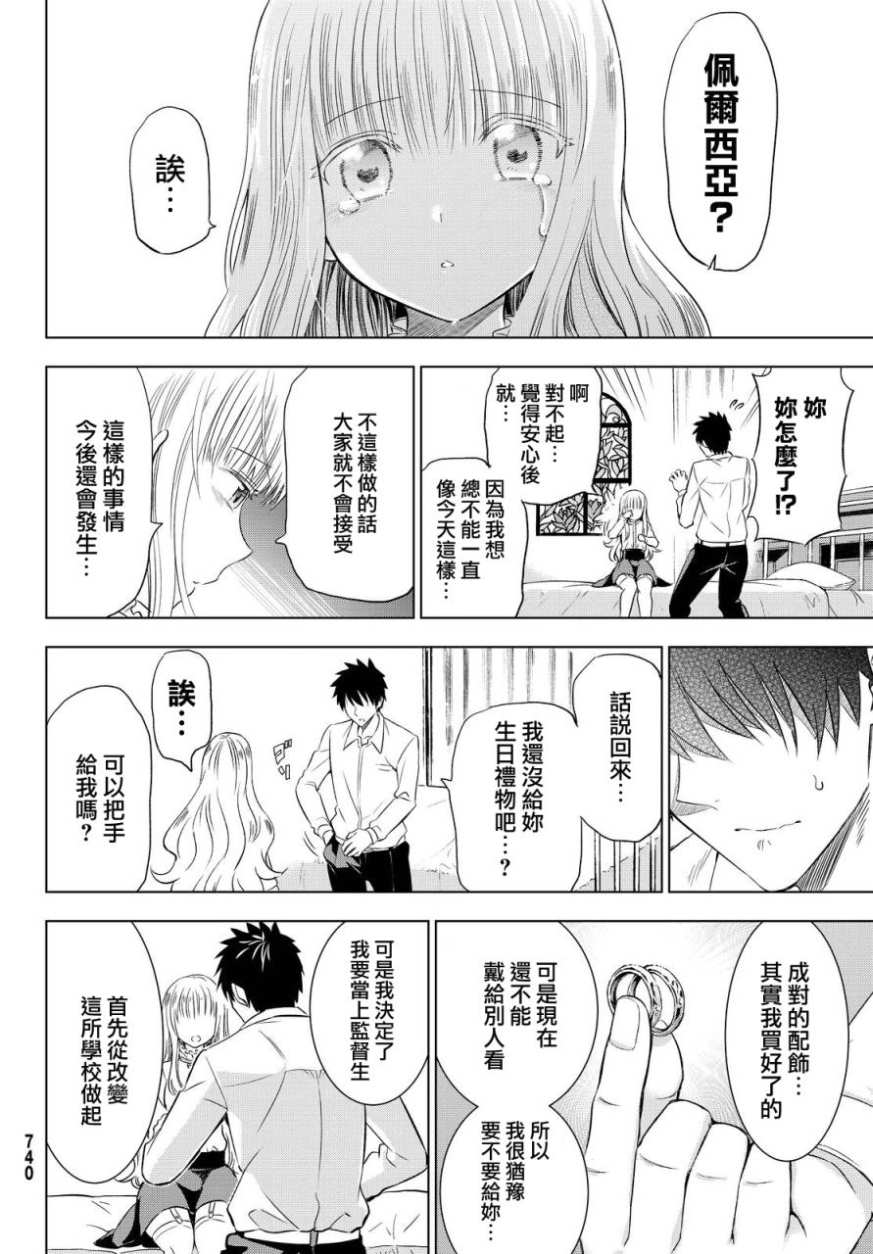 佩爾西亞?
誒…
妳
妳怎麼了!?
啊
對不起…
覺得安心後
就…
因為我想
總不能一直
像今天這樣…
不這樣做的話
大家就不會接受
這樣的事情
今後還會發生…
話說回來…
我還沒給妳
生日禮物吧…?
ゴソ
誒…
可以把手
給我嗎?
成對的配飾…
其實我買好了的
可是現在
還不能
戴給別人看
所以
我很猶豫
要不要給妳…
可是我決定了
我要當上監督生
首先從改變
這所學校做起
740